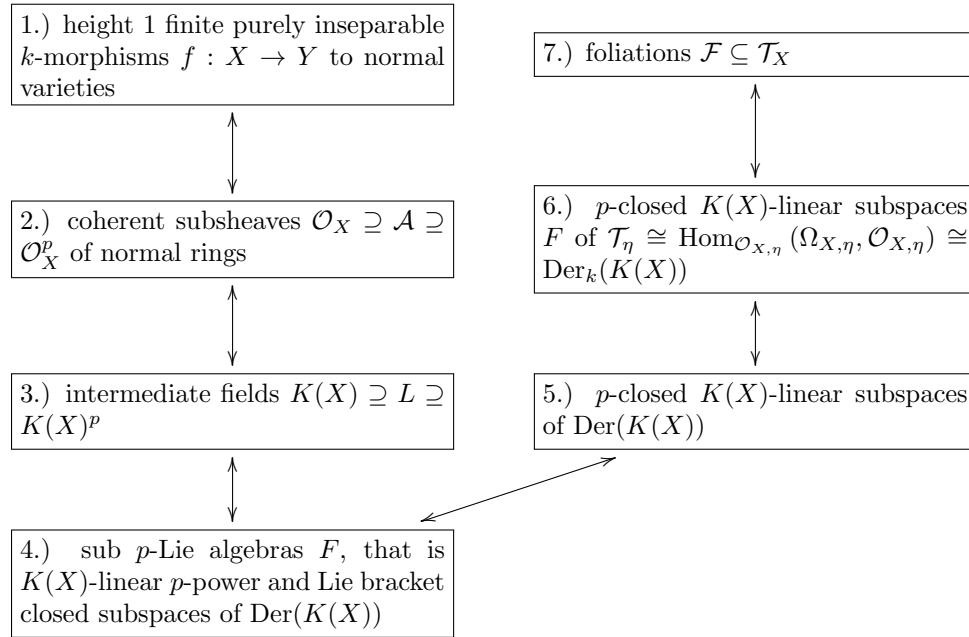 1.) height 1 finite purely inseparable
k-morphisms f : X → Y to normal
varieties
2.) coherent subsheaves 𝒪_X ⊇ 𝒜 ⊇
𝒪_X^p of normal rings
3.) intermediate fields K(X) ⊇ L ⊇
K(X)^p
4.) sub p-Lie algebras F, that is
K(X)-linear p-power and Lie bracket
closed subspaces of Der(K(X))
7.) foliations ℱ ⊆ 𝒯_X
6.) p-closed K(X)-linear subspaces
F of 𝒯_η ≅ Hom_{𝒪_{X,η}} (Ω_{X,η}, 𝒪_{X,η}) ≅
Der_k(K(X))
5.) p-closed K(X)-linear subspaces
of Der(K(X))